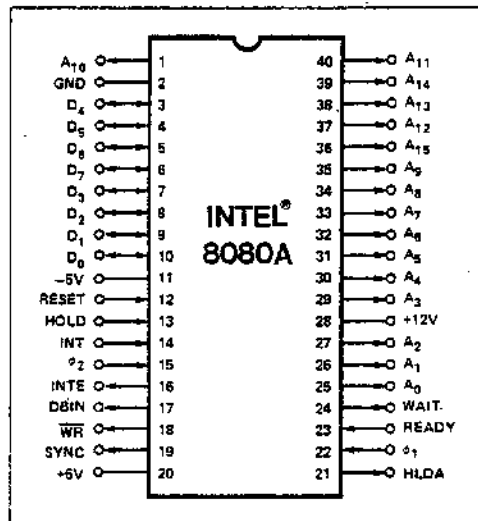 A₁₀ 1 40 A₁₁
GND 2 39 A₁₄
D₄ 3 38 A₁₃
D₅ 4 37 A₁₂
D₆ 5 36 A₁₅
D₇ 6 35 A₉
D₃ 7 34 A₈
D₂ 8 INTEL® 33 A₇
D₁ 9 32 A₆
D₀ 10 8080A 31 A₅
−5V 11 30 A₄
RESET 12 29 A₃
HOLD 13 28 +12V
INT 14 27 A₂
ϕ₂ 15 26 A₁
INTE 16 25 A₀
DBIN 17 24 WAIT
W̅R̅ 18 23 READY
SYNC 19 22 ϕ₁
+5V 20 21 HLDA